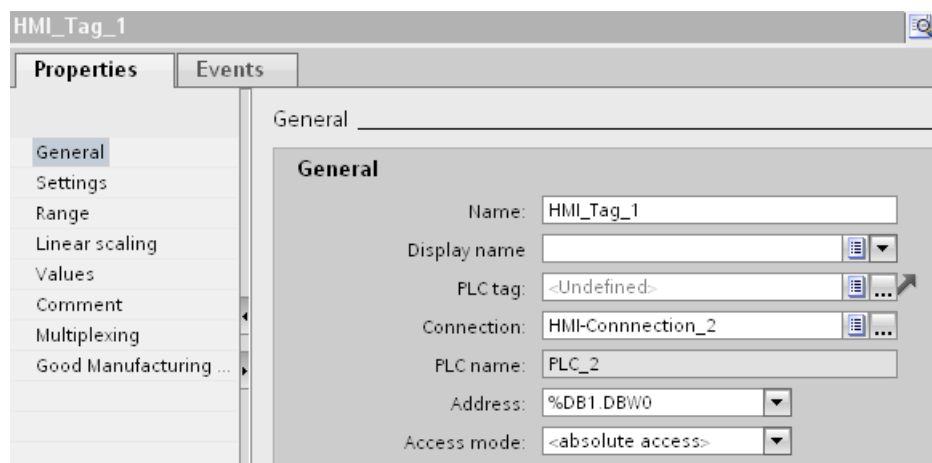 HMI_Tag_1
Properties Events
General
Settings
Range
Linear scaling
Values
Comment
Multiplexing
Good Manufacturing ...
General
General
Name: HMI_Tag_1
Display name
PLC tag: <Undefined> ...
Connection: HMI-Connnection_2 ...
PLC name: PLC_2
Address: %DB1.DBW0
Access mode: <absolute access>